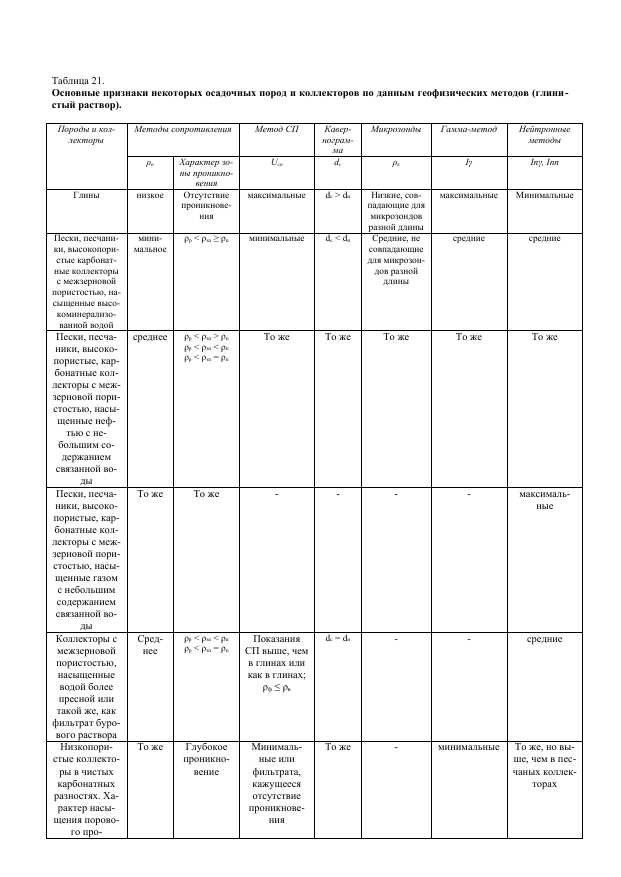 Таблица 21.
Основные признаки некоторых осадочных пород и коллекторов по данным геофизических методов (глини-
стый раствор).
Породы и кол-
лекторы
Методы сопротивления
Метод СП
Кавер-
нограм-
ма
Микрозонды
Гамма-метод
Нейтронные
методы
ρп
Характер зо-
ны проникно-
вения
Uсп
dс
ρк
Iγ
Inγ, Inn
Глины
низкое
Отсутствие
проникнове-
ния
максимальные
dс > dн
Низкие, сов-
падающие для
микрозондов
разной длины
максимальные
Минимальные
Пески, песчани-
ки, высокопори-
стые карбонат-
ные коллекторы
с межзерновой
пористостью, на-
сыщенные высо-
коминерализо-
ванной водой
мини-
мальное
ρр < ρзп ≥ ρп
минимальные
dс < dн
Средние, не
совпадающие
для микрозон-
дов разной
длины
средние
средние
Пески, песча-
ники, высоко-
пористые, кар-
бонатные кол-
лекторы с меж-
зерновой пори-
стостью, насы-
щенные неф-
тью с не-
большим со-
держанием
связанной во-
ды
среднее
ρр < ρзп > ρп
ρр < ρзп < ρп
ρр < ρзп = ρп
То же
То же
То же
То же
То же
Пески, песча-
ники, высоко-
пористые, кар-
бонатные кол-
лекторы с меж-
зерновой пори-
стостью, насы-
щенные газом
с небольшим
содержанием
связанной во-
ды
То же
То же
-
-
-
-
максималь-
ные
Коллекторы с
межзерновой
пористостью,
насыщенные
водой более
пресной или
такой же, как
фильтрат буро-
вого раствора
Сред-
нее
ρр < ρзп < ρп
ρр < ρзп = ρп
Показания
СП выше, чем
в глинах или
как в глинах;
ρф ≤ ρв
dс = dн
-
-
средние
Низкопори-
стые коллекто-
ры в чистых
карбонатных
разностях. Ха-
рактер насы-
щения порово-
го про-
То же
Глубокое
проникно-
вение
Минималь-
ные или
фильтрата,
кажущееся
отсутствие
проникнове-
ния
То же
-
минимальные
То же, но вы-
ше, чем в пес-
чаных коллек-
торах